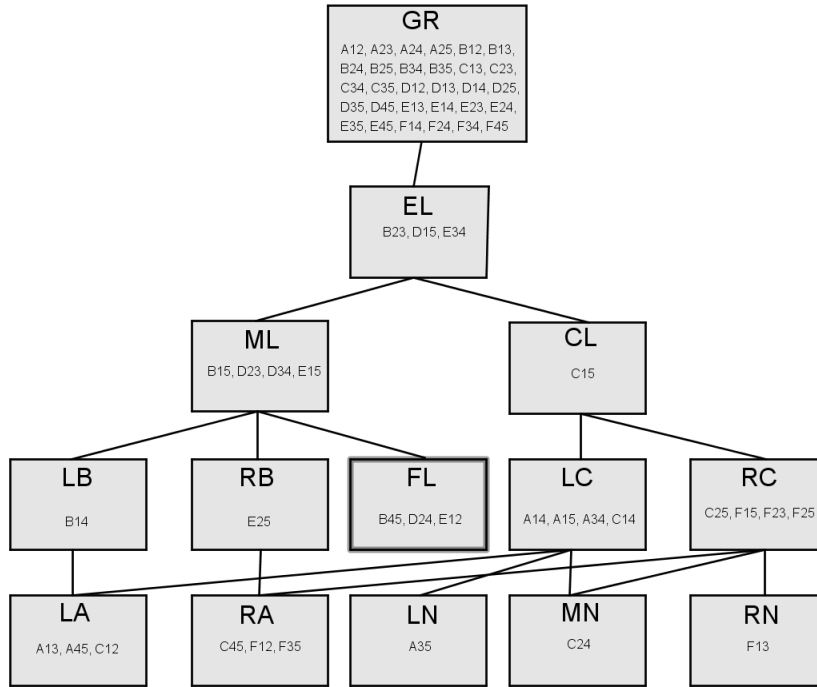 GR
A12, A23, A24, A25, B12, B13,
B24, B25, B34, B35, C13, C23,
C34, C35, D12, D13, D14, D25,
D35, D45, E13, E14, E23, E24,
E35, E45, F14, F24, F34, F45
EL
B23, D15, E34
ML
B15, D23, D34, E15
CL
C15
LB
B14
RB
E25
FL
B45, D24, E12
LC
A14, A15, A34, C14
RC
C25, F15, F23, F25
LA
A13, A45, C12
RA
C45, F12, F35
LN
A35
MN
C24
RN
F13